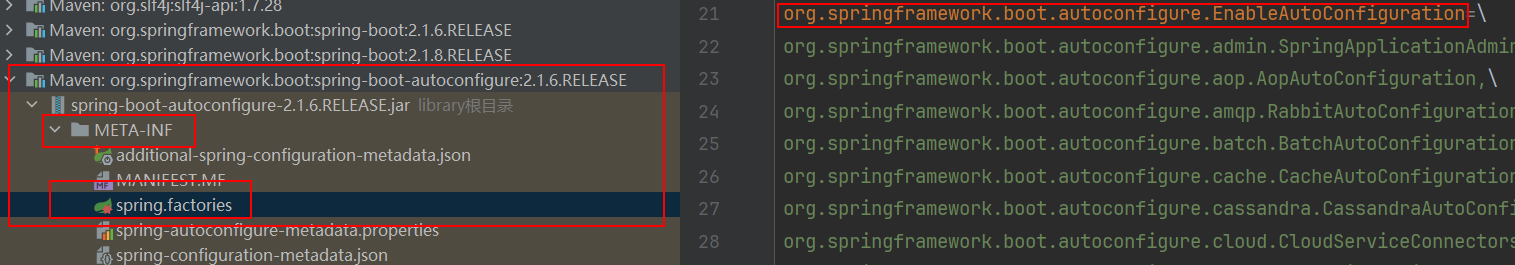 Maven: org.slf4j:slf4j-api:1.7.28
Maven: org.springframework.boot:spring-boot:2.1.6.RELEASE
Maven: org.springframework.boot:spring-boot:2.1.8.RELEASE
Maven: org.springframework.boot:spring-boot-autoconfigure:2.1.6.RELEASE
spring-boot-autoconfigure-2.1.6.RELEASE.jar library根目录
META-INF
additional-spring-configuration-metadata.json
MANIFEST.MF
spring.factories
spring-autoconfigure-metadata.properties
spring-configuration-metadata.json
21 org.springframework.boot.autoconfigure.EnableAutoConfiguration=\
22 org.springframework.boot.autoconfigure.admin.SpringApplicationAdmin
23 org.springframework.boot.autoconfigure.aop.AopAutoConfiguration,\
24 org.springframework.boot.autoconfigure.amqp.RabbitAutoConfiguration
25 org.springframework.boot.autoconfigure.batch.BatchAutoConfiguration
26 org.springframework.boot.autoconfigure.cache.CacheAutoConfiguration
27 org.springframework.boot.autoconfigure.cassandra.CassandraAutoConfi
28 org.springframework.boot.autoconfigure.cloud.CloudServiceConnectors